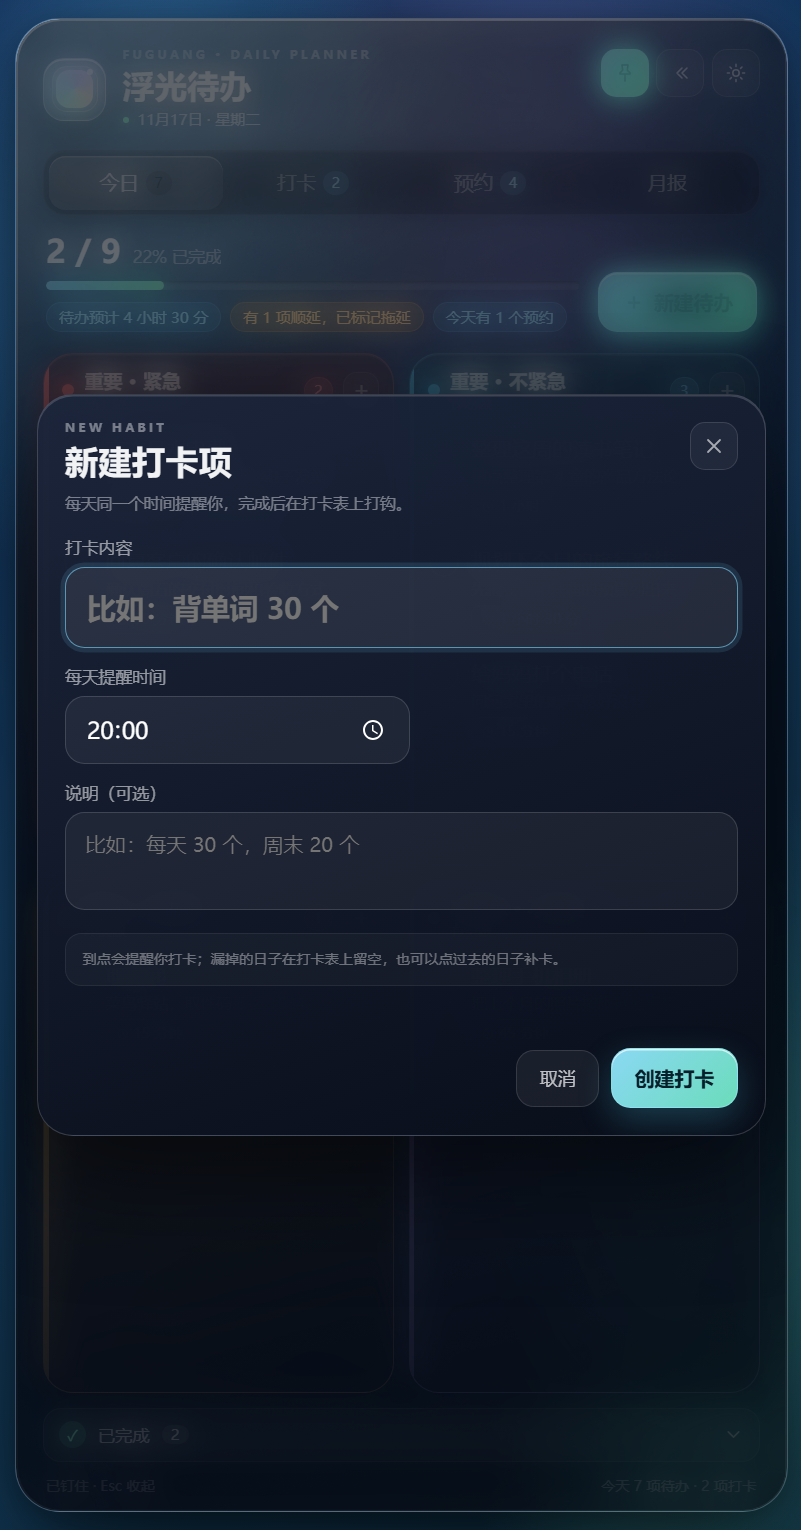 FUGUANG • DAILY PLANNER
浮光待办
11月17日 · 星期二
今日 7
打卡 2
预约 4
月报
2 / 9 22% 已完成
待办预计 4 小时 30 分
有 1 项顺延，已标记拖延
今天有 1 个预约
+ 新建待办
重要 • 紧急 2 +
重要 • 不紧急 3 +
NEW HABIT
新建打卡项
每天同一个时间提醒你，完成后在打卡表上打钩。
打卡内容
比如：背单词 30 个
每天提醒时间
20:00
说明（可选）
比如：每天 30 个，周末 20 个
到点会提醒你打卡；漏掉的日子在打卡表上留空，也可以点过去的日子补卡。
取消
创建打卡
已完成 2
已钉住 · Esc 收起
今天 7 项待办 · 2 项打卡